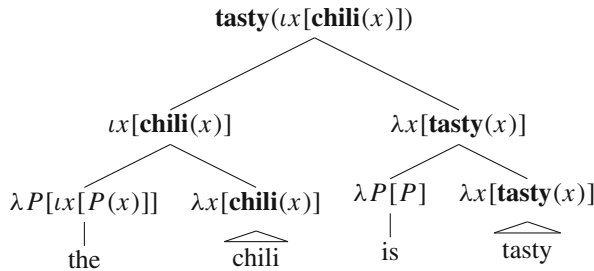 tasty(ιx[chili(x)])
ιx[chili(x)] λx[tasty(x)]
λP[ιx[P(x)]] λx[chili(x)] λP[P] λx[tasty(x)]
the chili is tasty